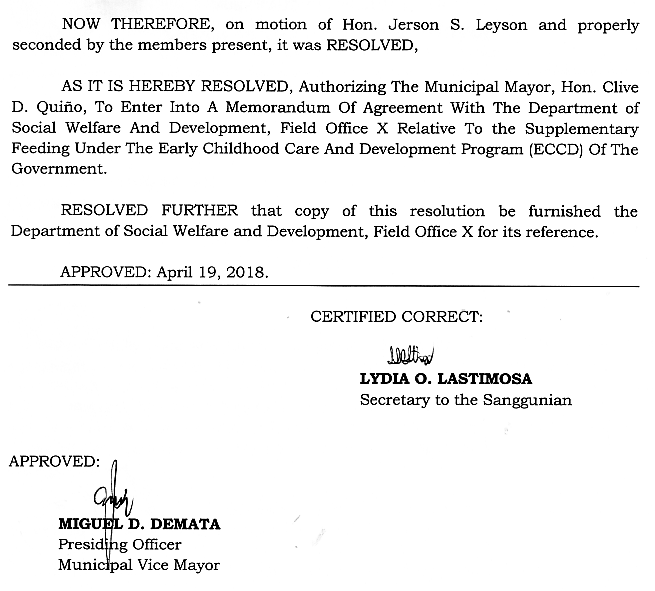 NOW THEREFORE, on motion of Hon. Jerson S. Leyson and properly
seconded by the members present, it was RESOLVED,
AS IT IS HEREBY RESOLVED, Authorizing The Municipal Mayor, Hon. Clive
D. Quiño, To Enter Into A Memorandum Of Agreement With The Department of
Social Welfare And Development, Field Office X Relative To the Supplementary
Feeding Under The Early Childhood Care And Development Program (ECCD) Of The
Government.
RESOLVED FURTHER that copy of this resolution be furnished the
Department of Social Welfare and Development, Field Office X for its reference.
APPROVED: April 19, 2018.
CERTIFIED CORRECT:
LYDIA O. LASTIMOSA
Secretary to the Sanggunian
APPROVED:
MIGUEL D. DEMATA
Presiding Officer
Municipal Vice Mayor